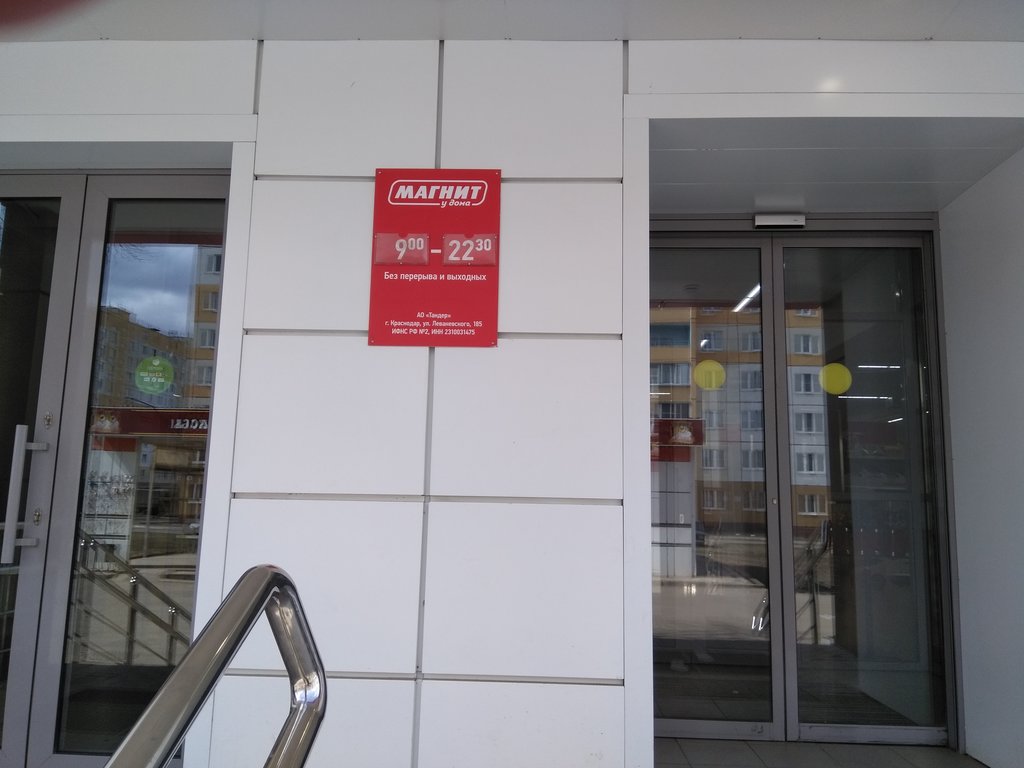 МАГНИТ
у дома
9⁰⁰ – 22³⁰
Без перерыва и выходных
АО «Тандер»
г. Краснодар, ул. Леваневского, 185
ИФНС РФ №2, ИНН 2310031475